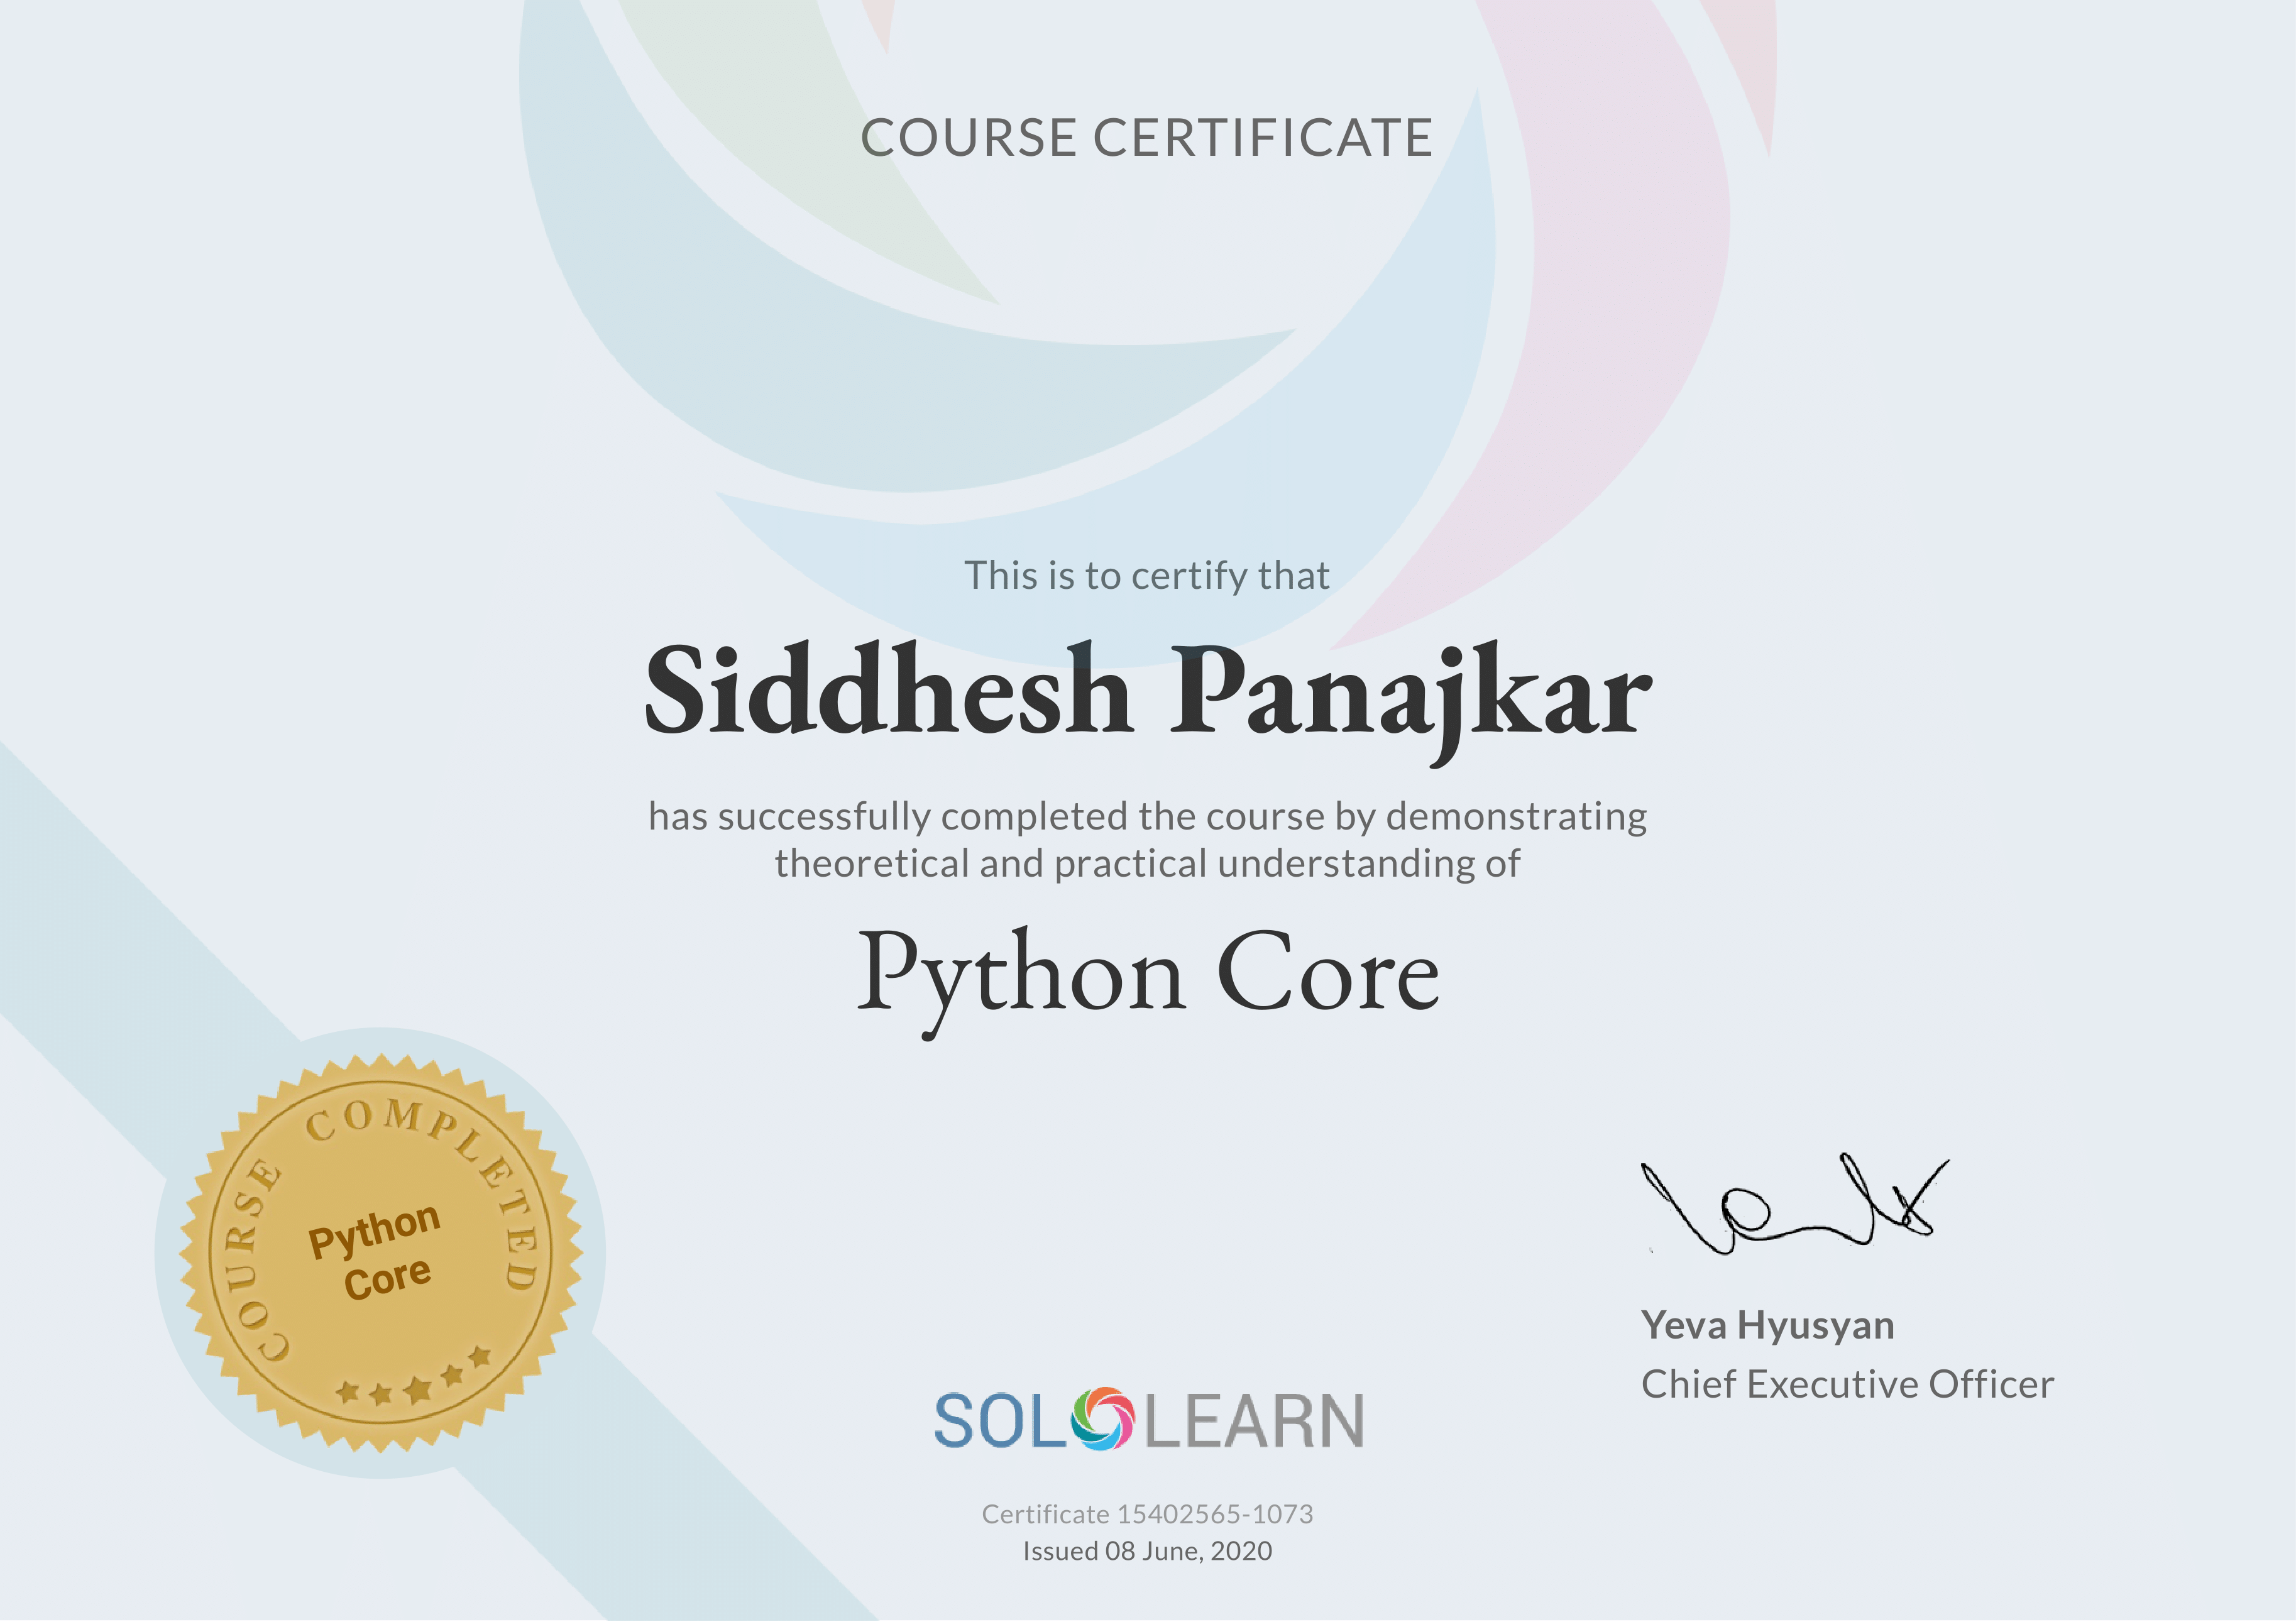 COURSE CERTIFICATE
This is to certify that
Siddhesh Panajkar
has successfully completed the course by demonstrating
theoretical and practical understanding of
Python Core
COURSE COMPLETED
Python
Core
Yeva Hyusyan
Chief Executive Officer
SOLOLEARN
Certificate 15402565-1073
Issued 08 June, 2020